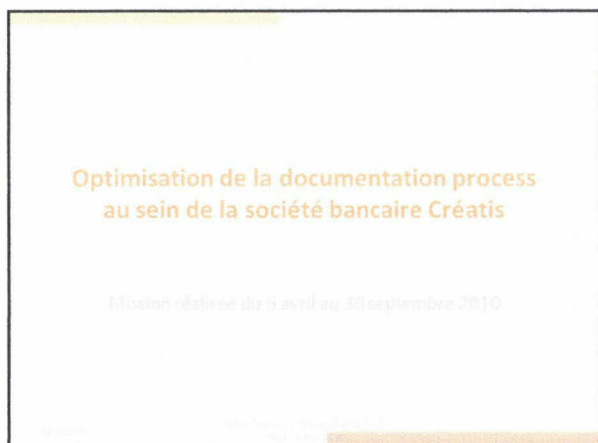 Optimisation de la documentation process
au sein de la société bancaire Créatis
Mission réalisée du 5 avril au 30 septembre 2010